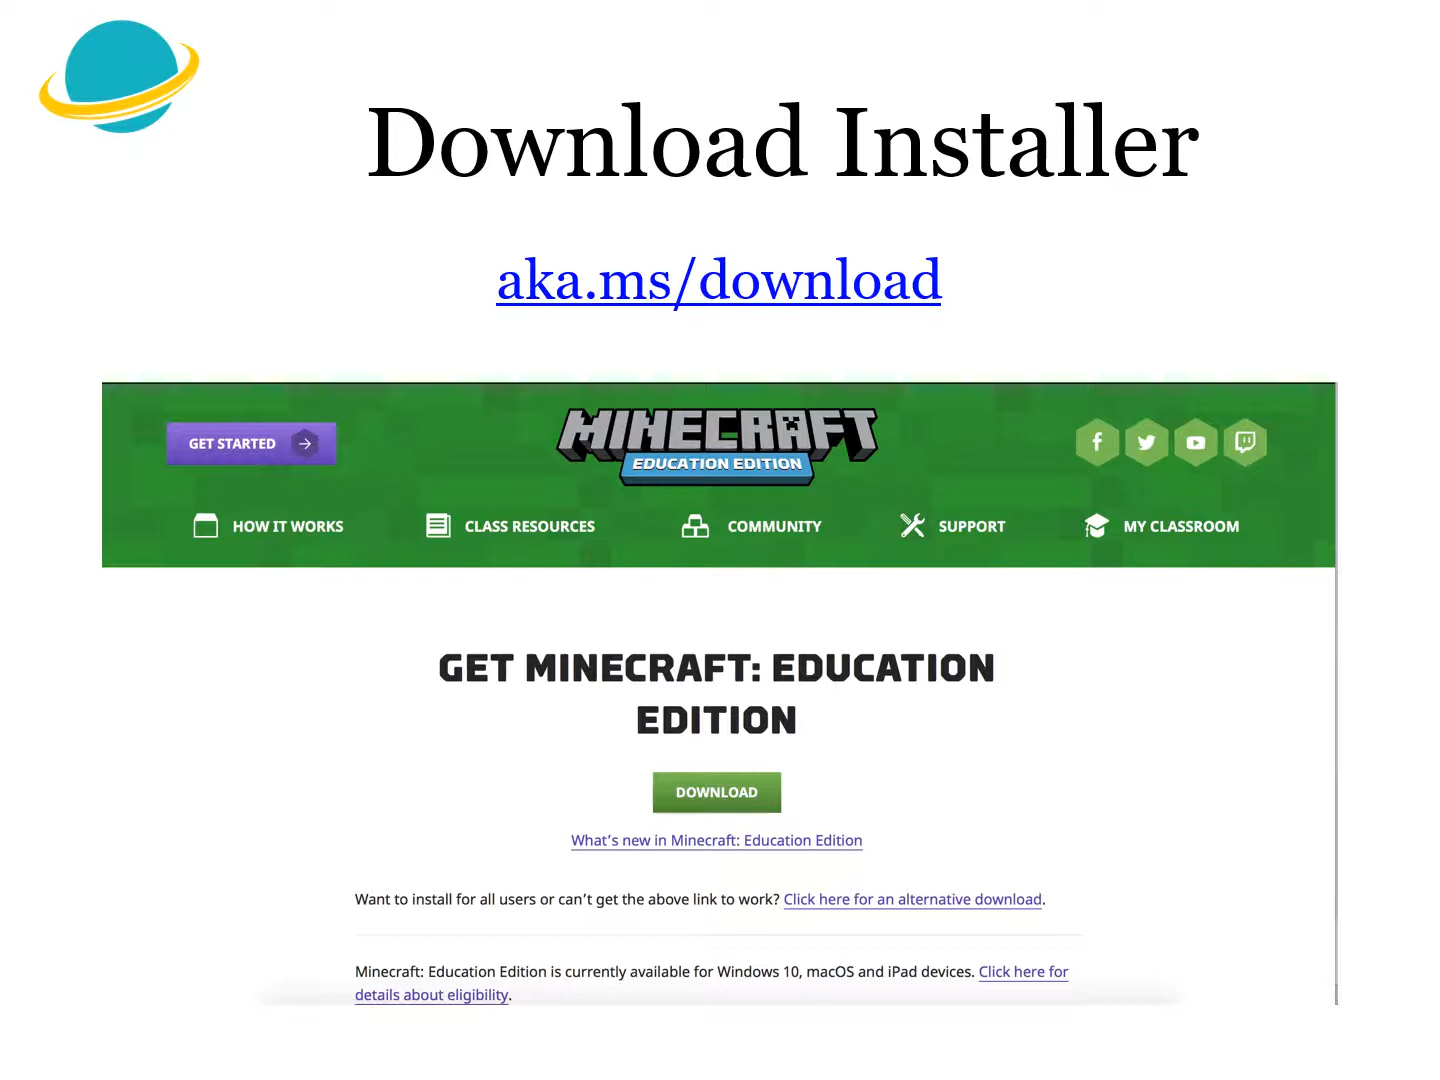 Download Installer
aka.ms/download
GET STARTED
MINECRAFT
EDUCATION EDITION
HOW IT WORKS
CLASS RESOURCES
COMMUNITY
SUPPORT
MY CLASSROOM
GET MINECRAFT: EDUCATION
EDITION
DOWNLOAD
What's new in Minecraft: Education Edition
Want to install for all users or can't get the above link to work? Click here for an alternative download.
Minecraft: Education Edition is currently available for Windows 10, macOS and iPad devices. Click here for
details about eligibility.